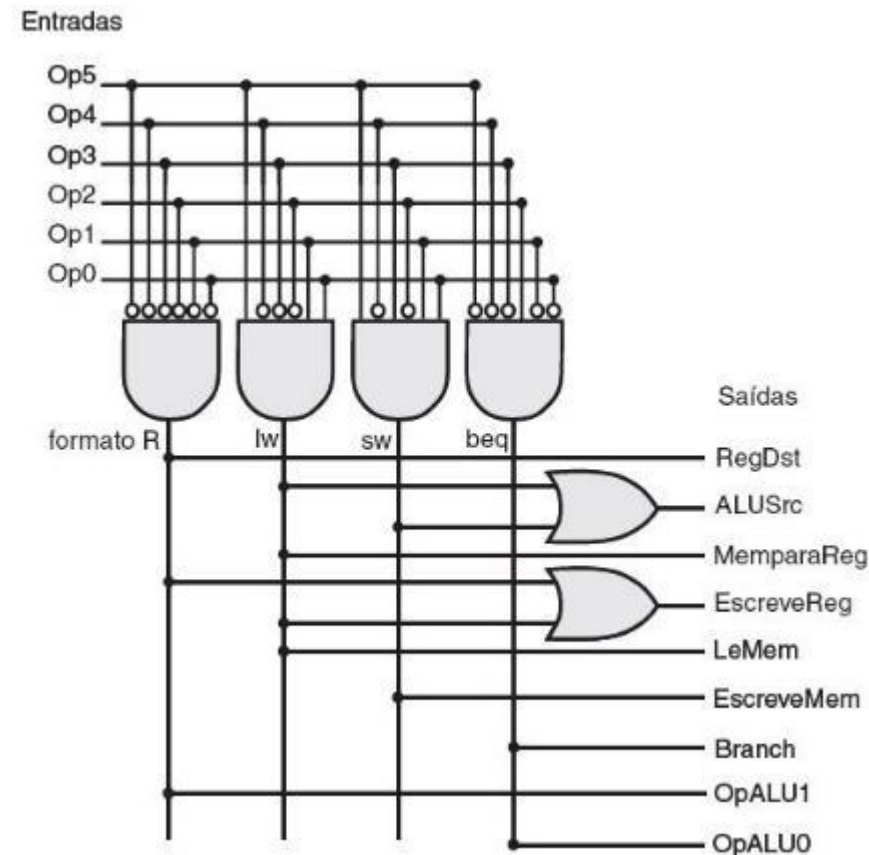 Entradas
Op5
Op4
Op3
Op2
Op1
Op0
formato R
lw
sw
beq
Saídas
RegDst
ALUSrc
MemparaReg
EscreveReg
LeMem
EscreveMem
Branch
OpALU1
OpALU0